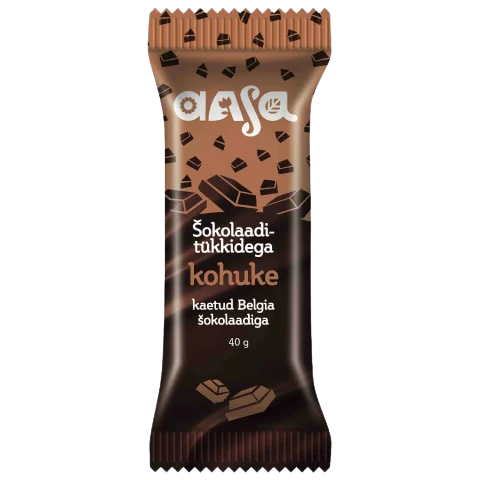 aasa
Šokolaadi-
tükkidega
kohuke
kaetud Belgia
šokolaadiga
40 g